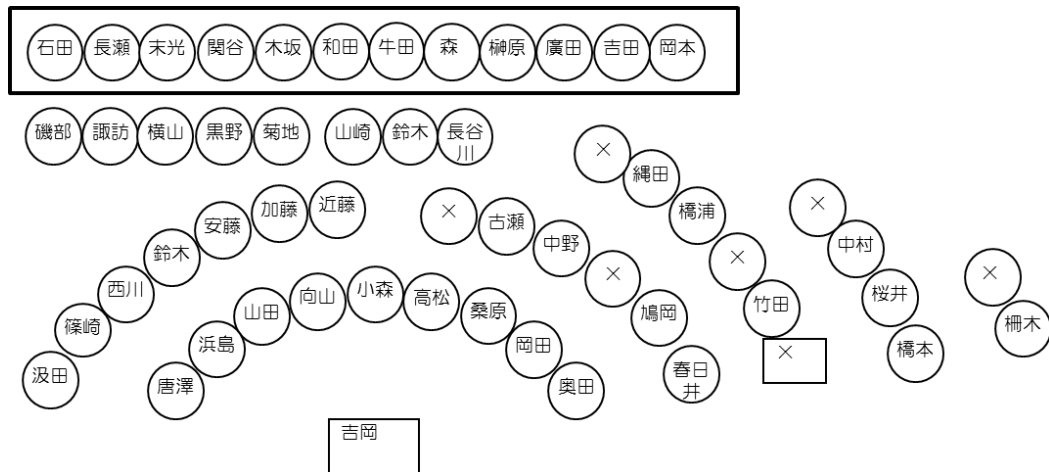 石田 長瀬 末光 関谷 木坂 和田 牛田 森 榊原 廣田 吉田 岡本
磯部 諏訪 横山 黒野 菊地 山崎 鈴木 長谷川
× 縄田 橋浦 × 竹田 ×
× 中村 桜井 橋本
× 柵木
近藤 加藤 安藤 鈴木 西川 篠崎 汲田
× 古瀬 中野 × 鳩岡 春日井
唐澤 浜島 山田 向山 小森 高松 桑原 岡田 奥田
吉岡